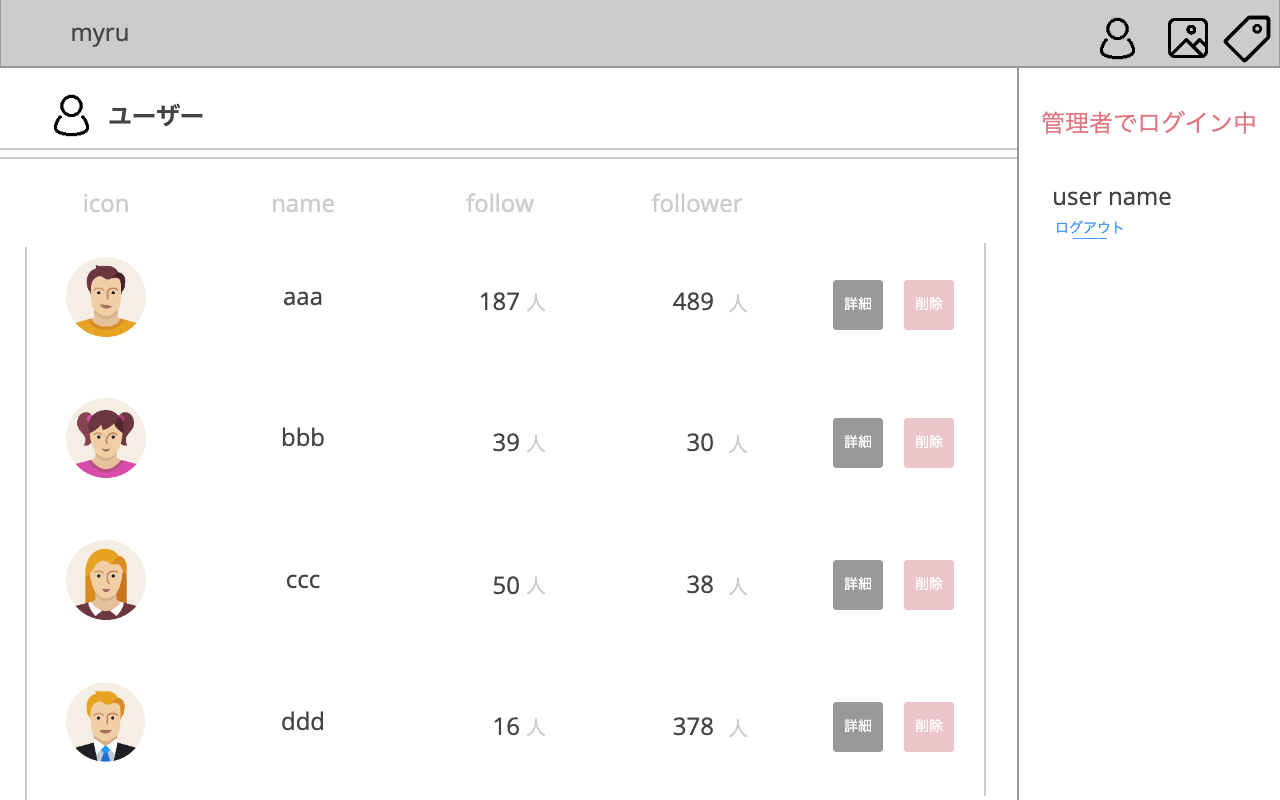 myru
ユーザー
管理者でログイン中
user name
ログアウト
icon name follow follower
aaa 187 人 489 人 詳細 削除
bbb 39 人 30 人 詳細 削除
ccc 50 人 38 人 詳細 削除
ddd 16 人 378 人 詳細 削除